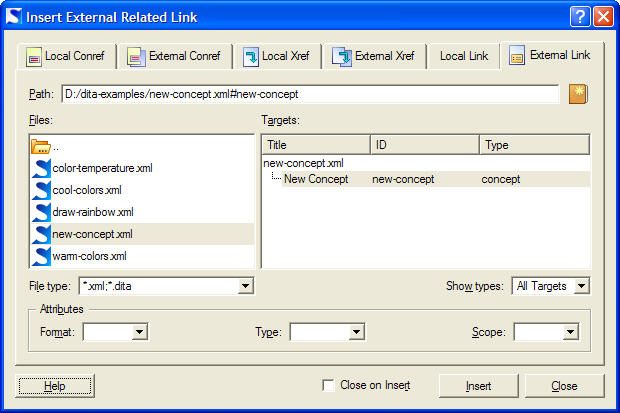 Insert External Related Link
Local Conref External Conref Local Xref External Xref Local Link External Link
Path: D:/dita-examples/new-concept.xml#new-concept
Files: Targets:
.. Title ID Type
color-temperature.xml new-concept.xml
cool-colors.xml New Concept new-concept concept
draw-rainbow.xml
new-concept.xml
warm-colors.xml
File type: *.xml;*.dita Show types: All Targets
Attributes
Format: Type: Scope:
Help Close on Insert Insert Close